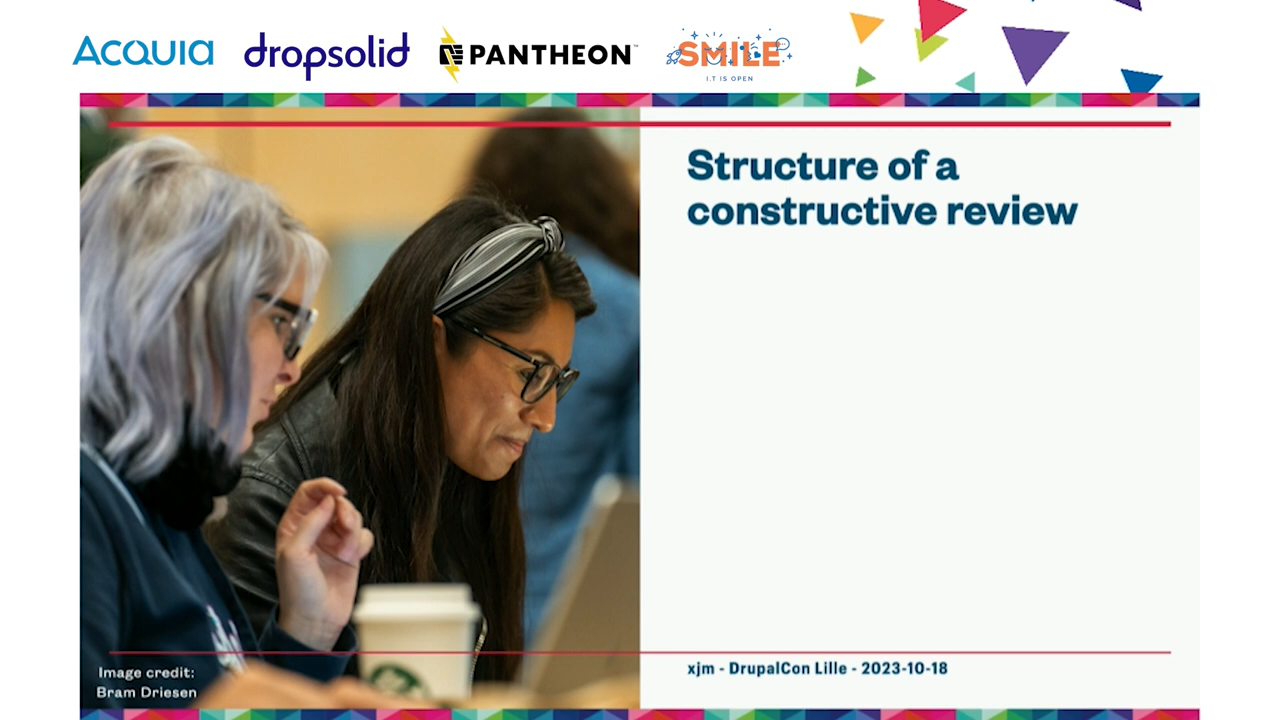 ACQUIA
dropsolid
PANTHEON
SMILE
I.T IS OPEN
Structure of a
constructive review
Image credit:
Bram Driesen
xjm - DrupalCon Lille - 2023-10-18